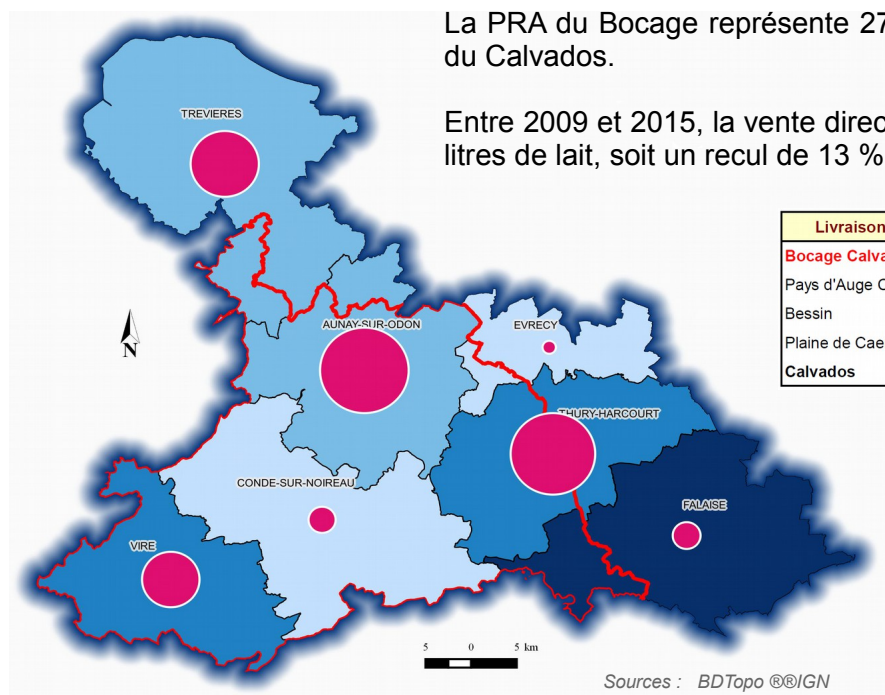 La PRA du Bocage représente 27
du Calvados.
Entre 2009 et 2015, la vente direc
litres de lait, soit un recul de 13 %
TREVIERES
Livraison
Bocage Calva
Pays d'Auge C
Bessin
Plaine de Cae
Calvados
AUNAY-SUR-ODON
EVRECY
N
THURY-HARCOURT
CONDE-SUR-NOIREAU
FALAISE
VIRE
5 0 5 km
Sources : BDTopo ®®IGN